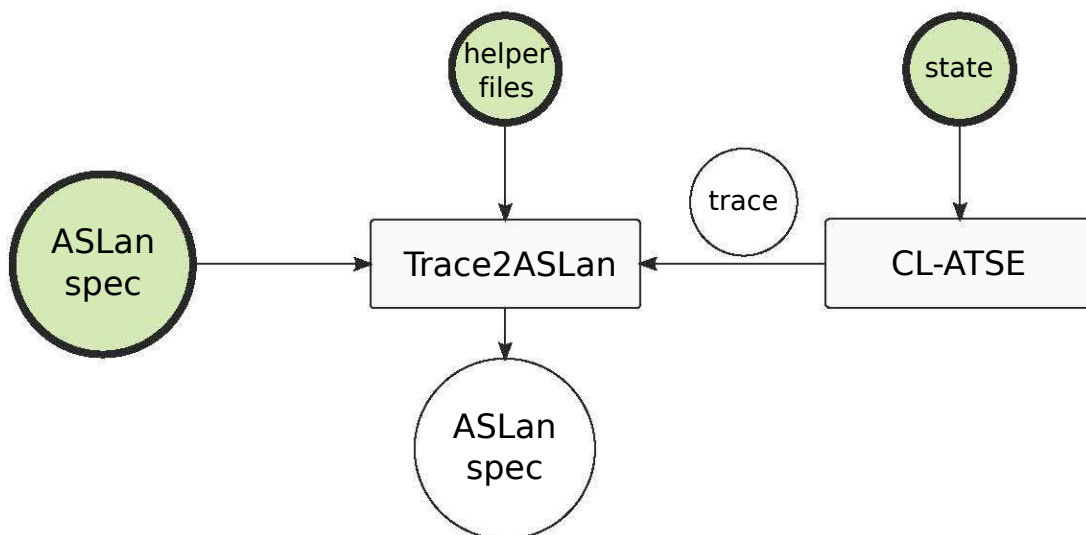 helper
files
state
trace
ASLan
spec
Trace2ASLan
CL-ATSE
ASLan
spec